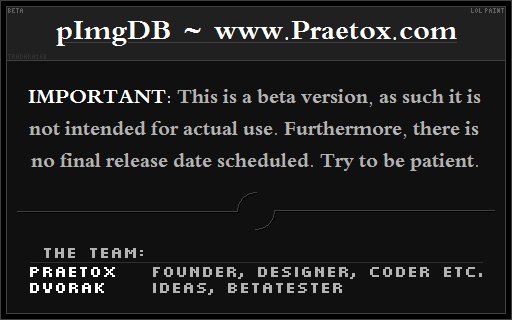 BETA
LOL PAINT
pImgDB ~ www.Praetox.com
IMPORTANT: This is a beta version, as such it is
not intended for actual use. Furthermore, there is
no final release date scheduled. Try to be patient.
THE TEAM:
PRAETOX FOUNDER, DESIGNER, CODER ETC.
DVORAK IDEAS, BETATESTER